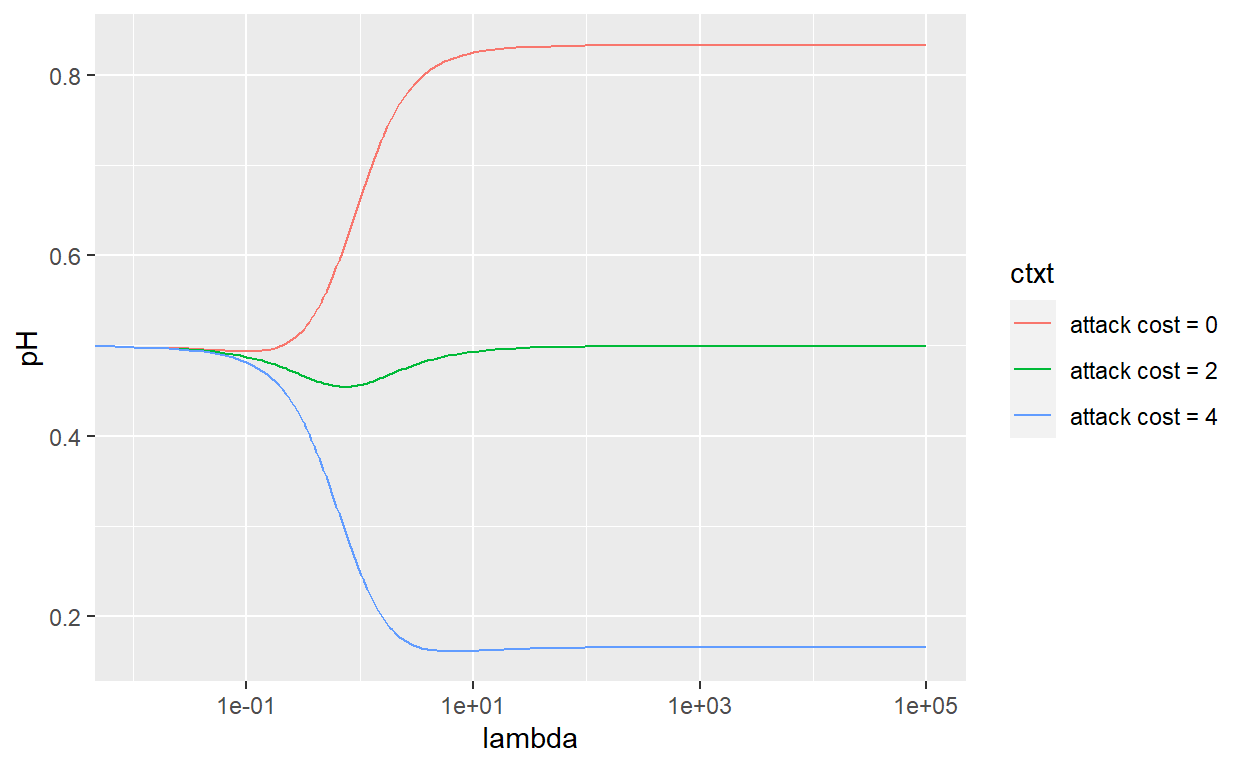 0.8
0.6
0.4
0.2
pH
1e-01
1e+01
1e+03
1e+05
lambda
ctxt
attack cost = 0
attack cost = 2
attack cost = 4